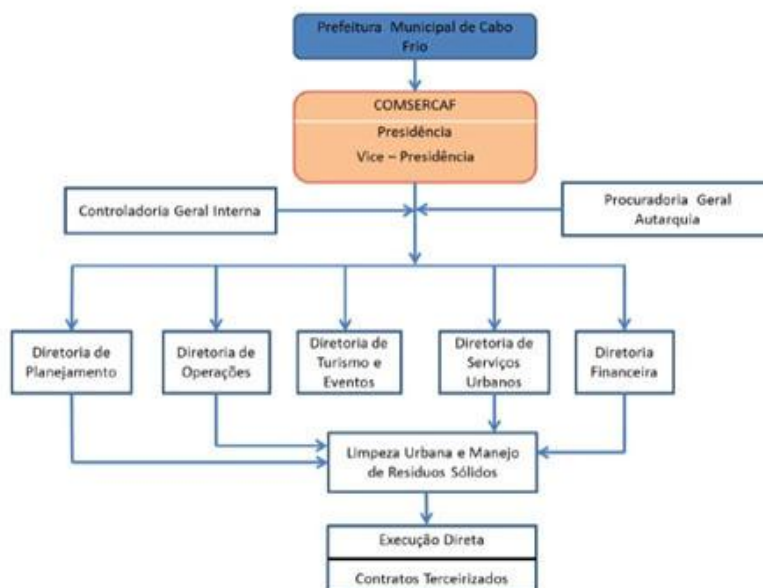 Prefeitura Municipal de Cabo
Frio
COMSERCAF
Presidência
Vice – Presidência
Controladoria Geral Interna
Procuradoria Geral
Autarquia
Diretoria de
Planejamento
Diretoria de
Operações
Diretoria de
Turismo e
Eventos
Diretoria de
Serviços
Urbanos
Diretoria
Financeira
Limpeza Urbana e Manejo
de Resíduos Sólidos
Execução Direta
Contratos Terceirizados